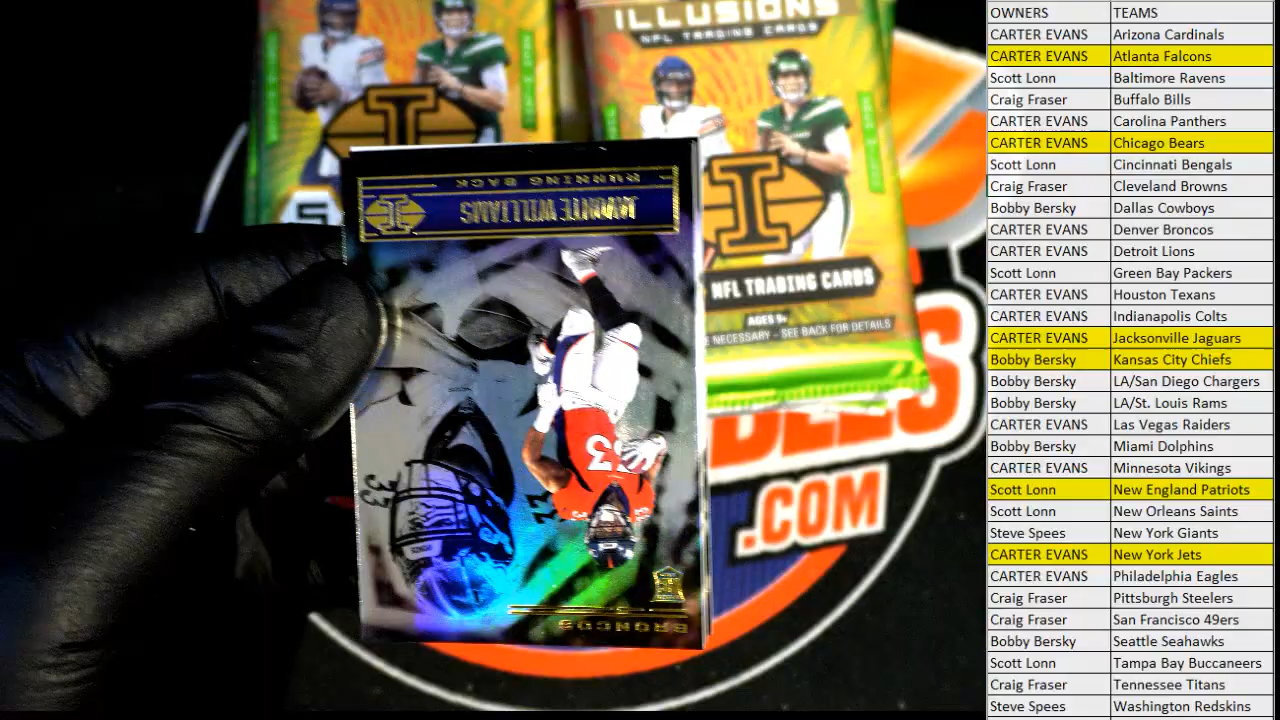 ILLUSIONS
NFL TRADING CARDS
NFL TRADING CARDS
AGES 9+
E NECESSARY - SEE BACK FOR DETAILS
RUNNING BACK
JAVONTE WILLIAMS
33
BRONCOS
.COM
OWNERS TEAMS
CARTER EVANS Arizona Cardinals
CARTER EVANS Atlanta Falcons
Scott Lonn Baltimore Ravens
Craig Fraser Buffalo Bills
CARTER EVANS Carolina Panthers
CARTER EVANS Chicago Bears
Scott Lonn Cincinnati Bengals
Craig Fraser Cleveland Browns
Bobby Bersky Dallas Cowboys
CARTER EVANS Denver Broncos
CARTER EVANS Detroit Lions
Scott Lonn Green Bay Packers
CARTER EVANS Houston Texans
CARTER EVANS Indianapolis Colts
CARTER EVANS Jacksonville Jaguars
Bobby Bersky Kansas City Chiefs
Bobby Bersky LA/San Diego Chargers
Bobby Bersky LA/St. Louis Rams
CARTER EVANS Las Vegas Raiders
Bobby Bersky Miami Dolphins
CARTER EVANS Minnesota Vikings
Scott Lonn New England Patriots
Scott Lonn New Orleans Saints
Steve Spees New York Giants
CARTER EVANS New York Jets
CARTER EVANS Philadelphia Eagles
Craig Fraser Pittsburgh Steelers
Craig Fraser San Francisco 49ers
Bobby Bersky Seattle Seahawks
Scott Lonn Tampa Bay Buccaneers
Craig Fraser Tennessee Titans
Steve Spees Washington Redskins